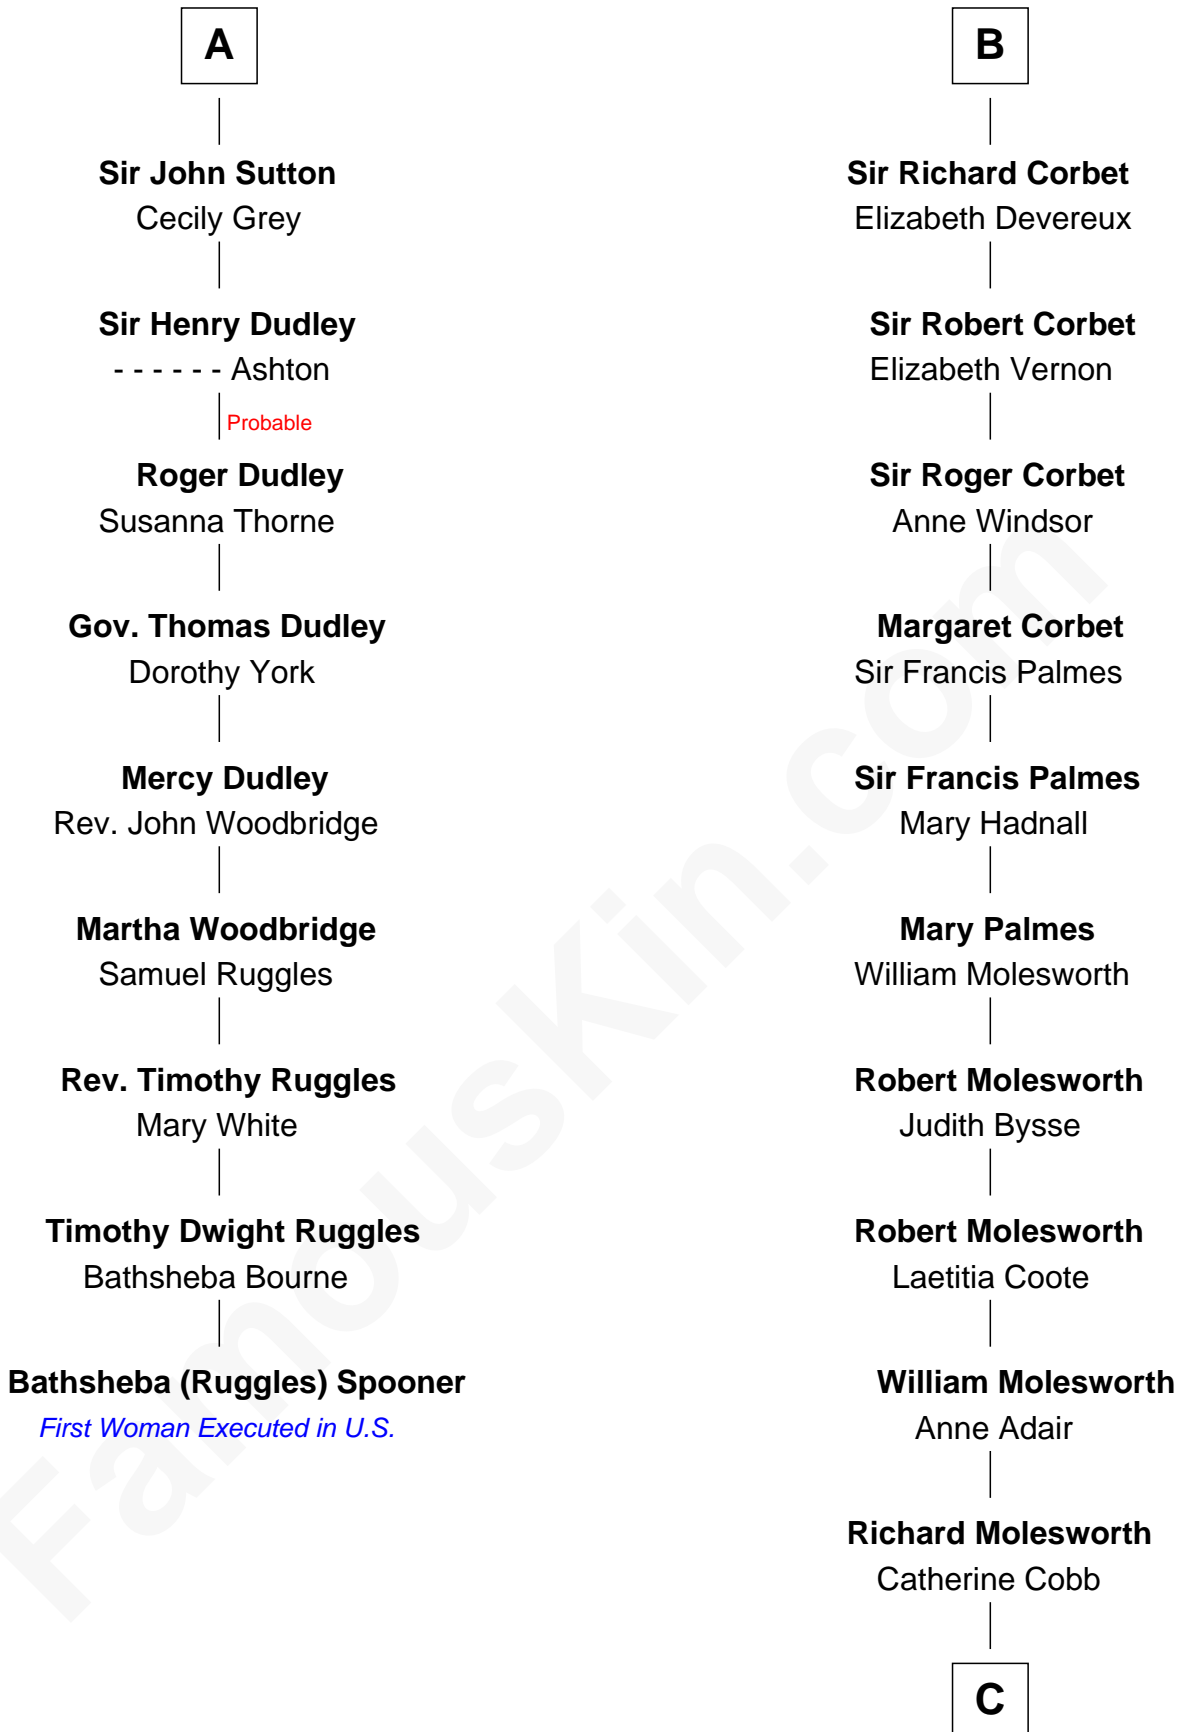 A
Sir John Sutton
Cecily Grey
Sir Henry Dudley
- - - - - - Ashton
Probable
Roger Dudley
Susanna Thorne
Gov. Thomas Dudley
Dorothy York
Mercy Dudley
Rev. John Woodbridge
Martha Woodbridge
Samuel Ruggles
Rev. Timothy Ruggles
Mary White
Timothy Dwight Ruggles
Bathsheba Bourne
Bathsheba (Ruggles) Spooner
First Woman Executed in U.S.
B
Sir Richard Corbet
Elizabeth Devereux
Sir Robert Corbet
Elizabeth Vernon
Sir Roger Corbet
Anne Windsor
Margaret Corbet
Sir Francis Palmes
Sir Francis Palmes
Mary Hadnall
Mary Palmes
William Molesworth
Robert Molesworth
Judith Bysse
Robert Molesworth
Laetitia Coote
William Molesworth
Anne Adair
Richard Molesworth
Catherine Cobb
C
FamousKin.com